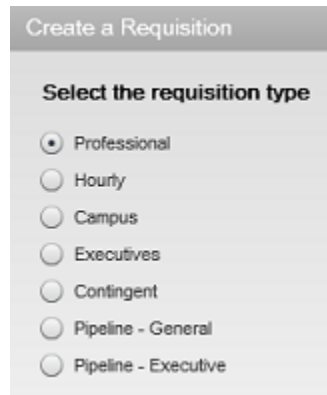 Create a Requisition
Select the requisition type
Professional
Hourly
Campus
Executives
Contingent
Pipeline - General
Pipeline - Executive